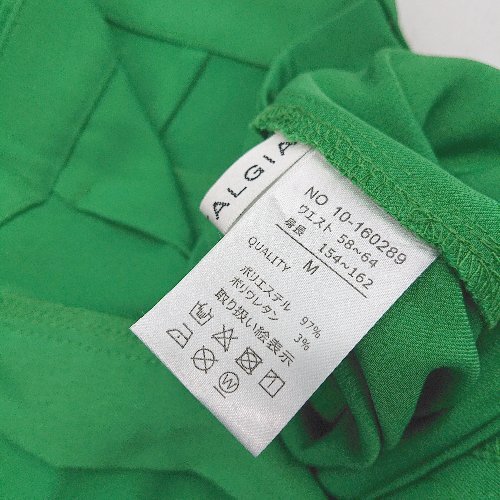 ALGIA
NO 10-160289
ウエスト 58~64
身長 154~162
QUALITY M
ポリエステル 97%
ポリウレタン 3%
取り扱い絵表示
W